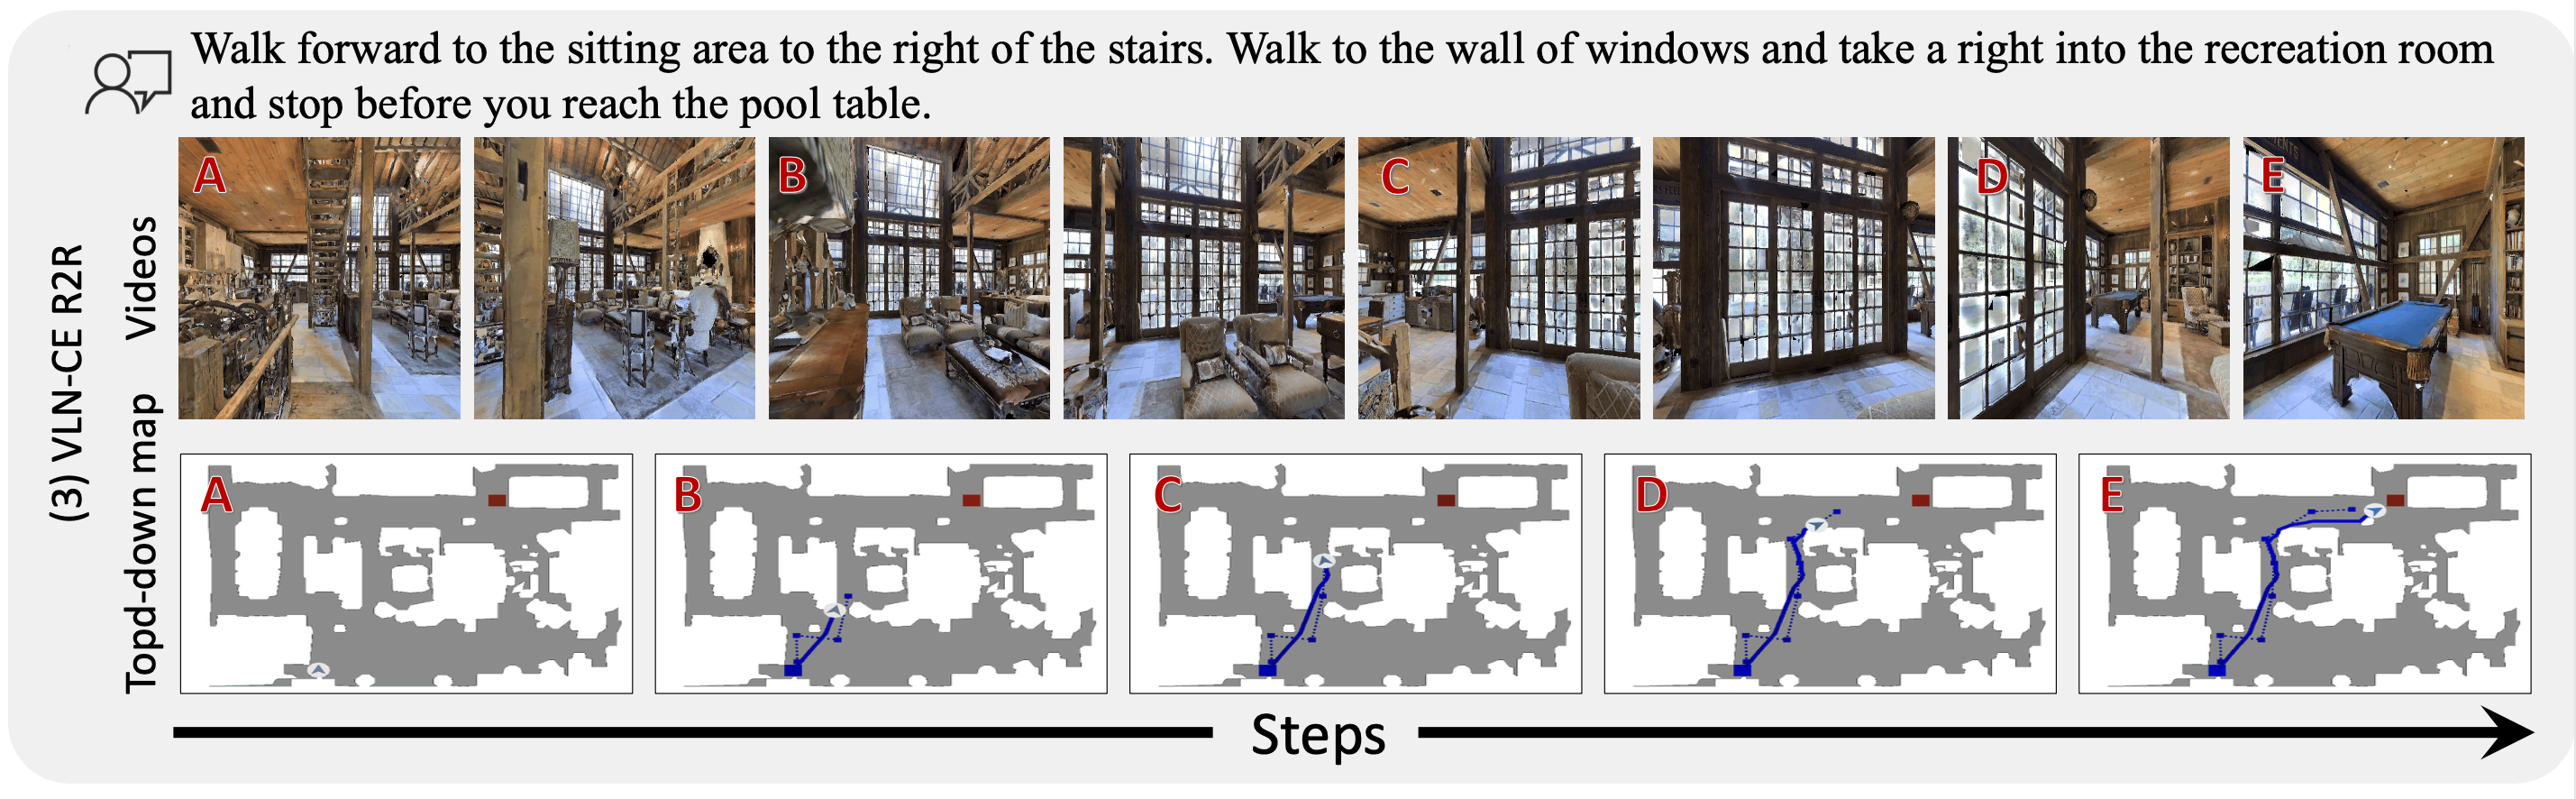 Walk forward to the sitting area to the right of the stairs. Walk to the wall of windows and take a right into the recreation room
and stop before you reach the pool table.
(3) VLN-CE R2R
Videos
A
B
C
D
E
Topd-down map
A
B
C
D
E
Steps